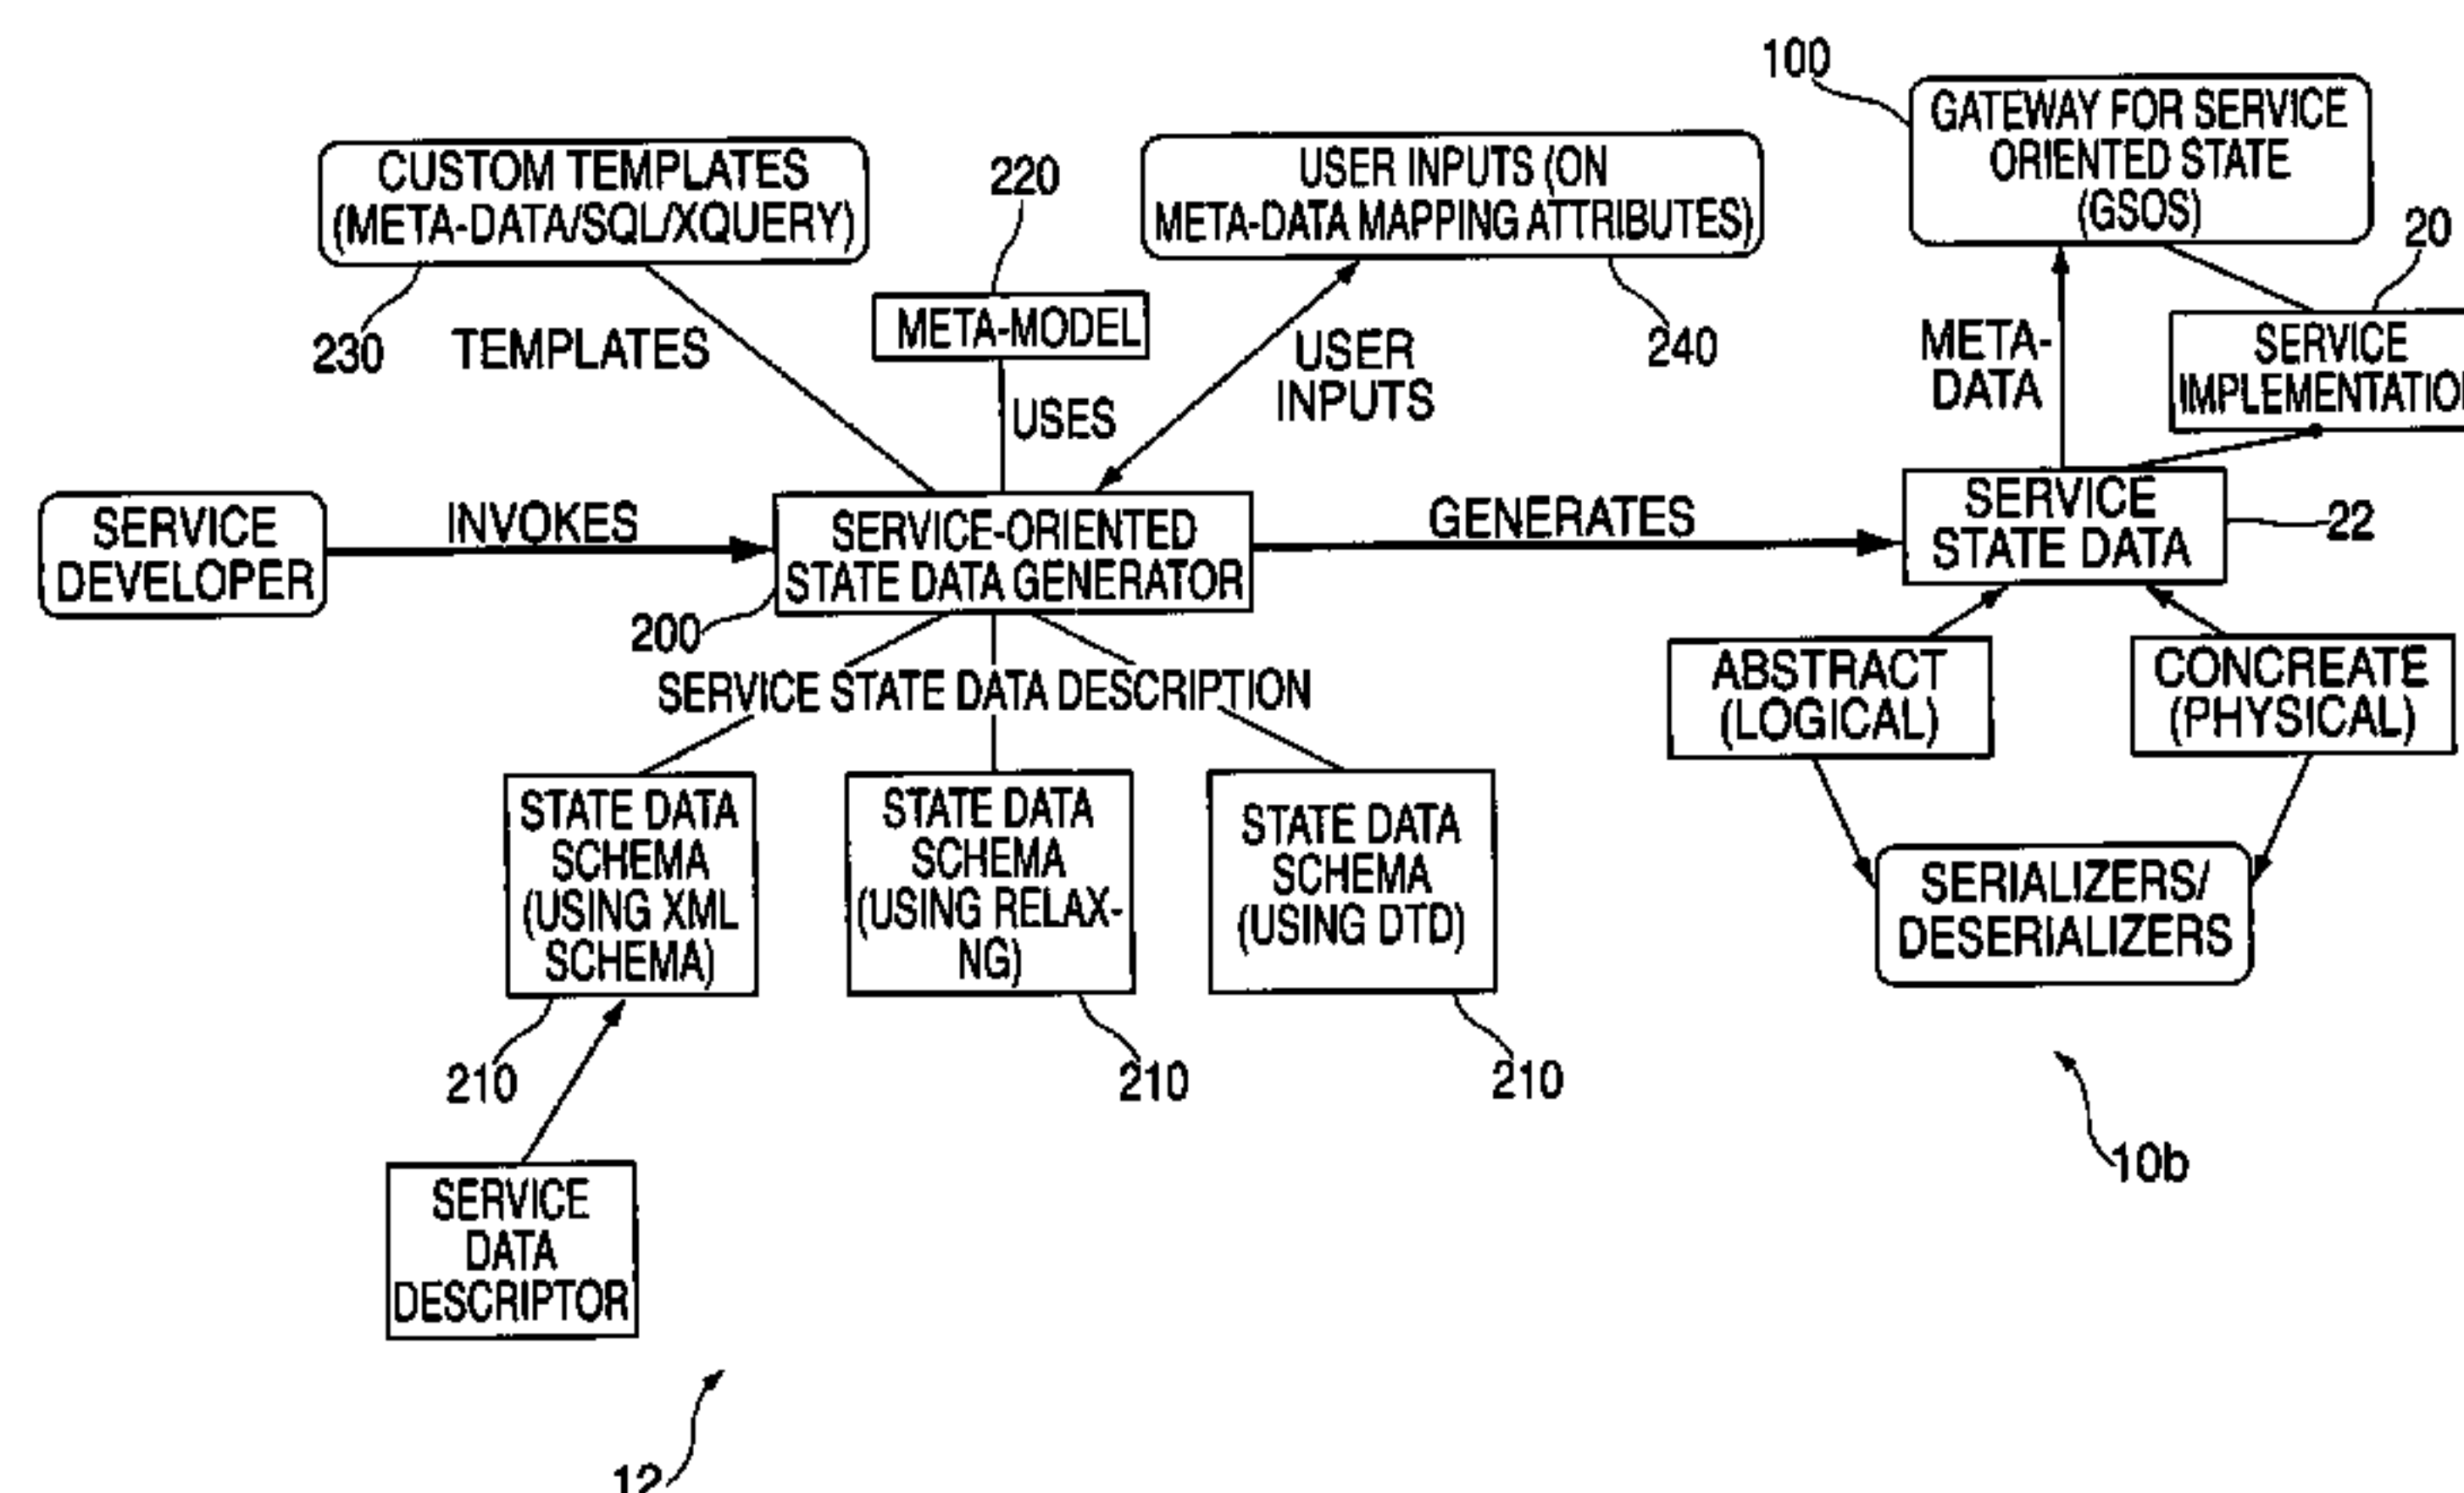 100
GATEWAY FOR SERVICE
ORIENTED STATE
(GSOS)
CUSTOM TEMPLATES
(META-DATA/SQL/XQUERY)
230
TEMPLATES
220
META-MODEL
USES
USER INPUTS (ON
META-DATA MAPPING ATTRIBUTES)
240
USER
INPUTS
META-
DATA
20
SERVICE
IMPLEMENTATIO
SERVICE
DEVELOPER
INVOKES
SERVICE-ORIENTED
STATE DATA GENERATOR
200
GENERATES
SERVICE
STATE DATA
22
SERVICE STATE DATA DESCRIPTION
ABSTRACT
(LOGICAL)
CONCREATE
(PHYSICAL)
STATE DATA
SCHEMA
(USING XML
SCHEMA)
210
STATE DATA
SCHEMA
(USING RELAX-
NG)
210
STATE DATA
SCHEMA
(USING DTD)
210
SERIALIZERS/
DESERIALIZERS
10b
SERVICE
DATA
DESCRIPTOR
12